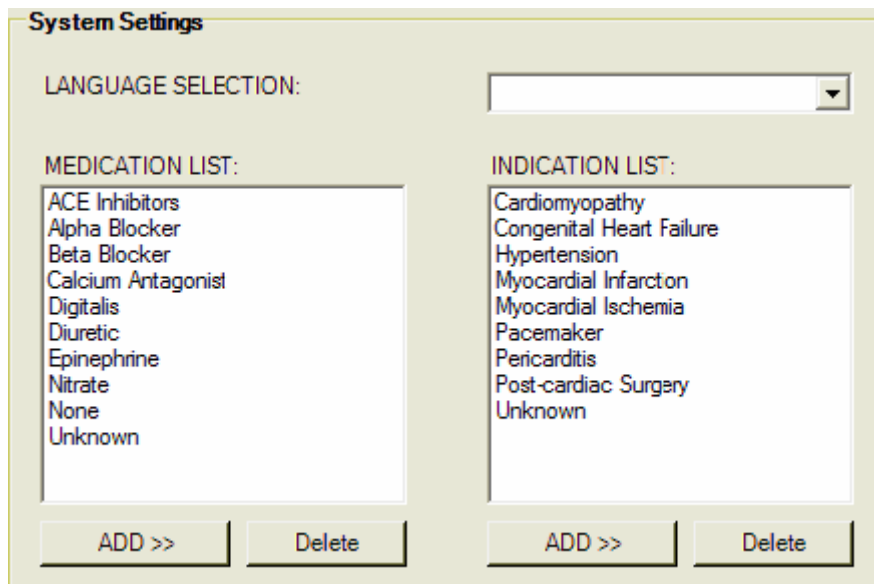 System Settings
LANGUAGE SELECTION:
MEDICATION LIST:
ACE Inhibitors
Alpha Blocker
Beta Blocker
Calcium Antagonist
Digitalis
Diuretic
Epinephrine
Nitrate
None
Unknown
ADD >>
Delete
INDICATION LIST:
Cardiomyopathy
Congenital Heart Failure
Hypertension
Myocardial Infarction
Myocardial Ischemia
Pacemaker
Pericarditis
Post-cardiac Surgery
Unknown
ADD >>
Delete